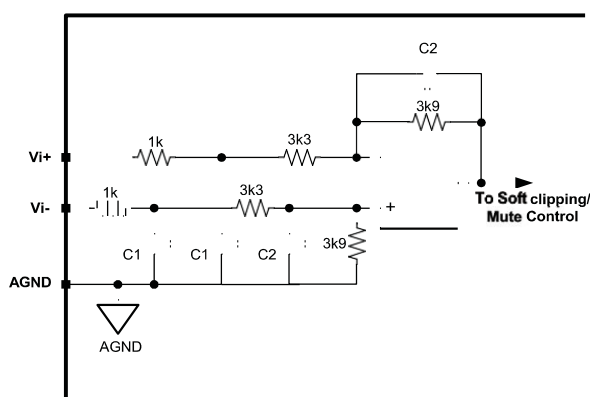 C2
3k9
1k
3k3
Vi+
1k
3k3
Vi-
+
To Soft clipping/
Mute Control
C1
C1
C2
3k9
AGND
AGND